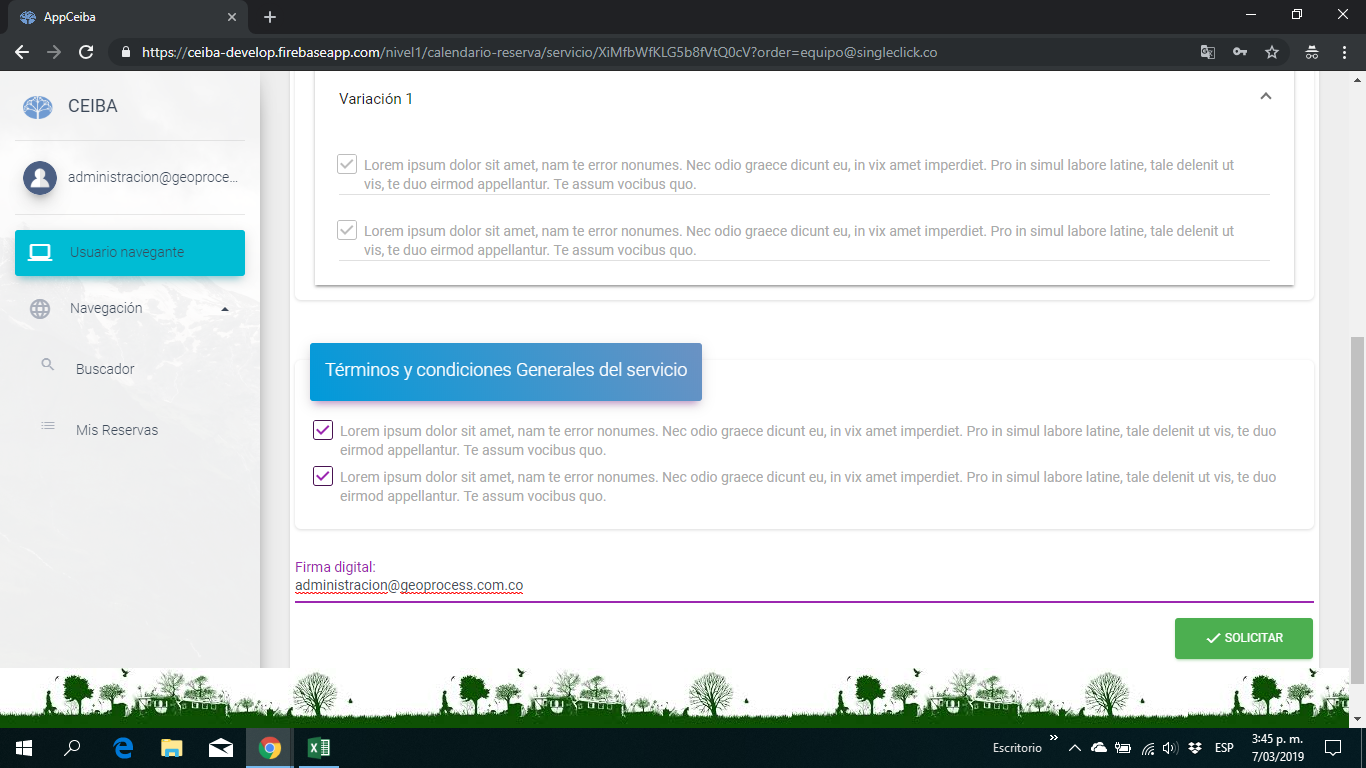 AppCeiba
https://ceiba-develop.firebaseapp.com/nivel1/calendario-reserva/servicio/XiMfbWfKLG5b8fVtQ0cV?order=equipo@singleclick.co
CEIBA
administracion@geoproce...
Usuario navegante
Navegación
Buscador
Mis Reservas
Variación 1
Lorem ipsum dolor sit amet, nam te error nonumes. Nec odio graece dicunt eu, in vix amet imperdiet. Pro in simul labore latine, tale delenit ut
vis, te duo eirmod appellantur. Te assum vocibus quo.
Lorem ipsum dolor sit amet, nam te error nonumes. Nec odio graece dicunt eu, in vix amet imperdiet. Pro in simul labore latine, tale delenit ut
vis, te duo eirmod appellantur. Te assum vocibus quo.
Términos y condiciones Generales del servicio
Lorem ipsum dolor sit amet, nam te error nonumes. Nec odio graece dicunt eu, in vix amet imperdiet. Pro in simul labore latine, tale delenit ut vis, te duo
eirmod appellantur. Te assum vocibus quo.
Lorem ipsum dolor sit amet, nam te error nonumes. Nec odio graece dicunt eu, in vix amet imperdiet. Pro in simul labore latine, tale delenit ut vis, te duo
eirmod appellantur. Te assum vocibus quo.
Firma digital:
administracion@geoprocess.com.co
SOLICITAR
Escritorio
ESP
3:45 p. m.
7/03/2019